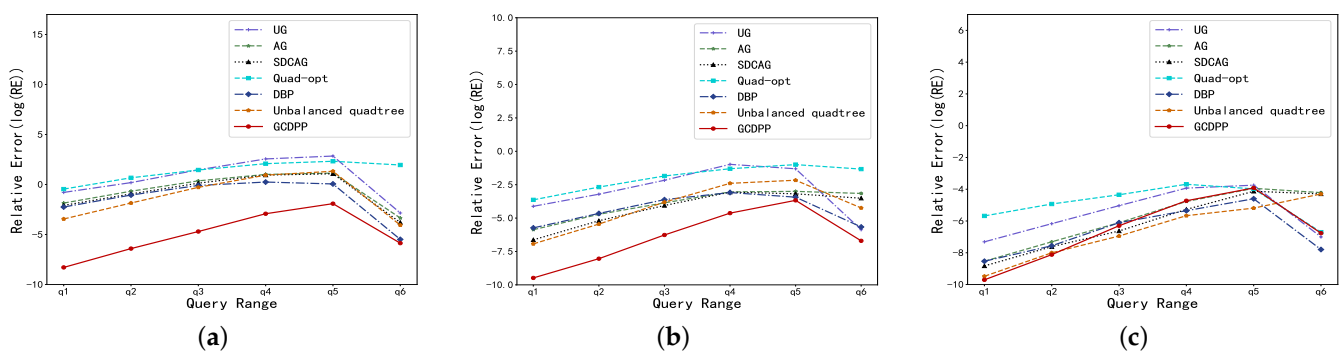 Relative Error(log(RE))
15
10
5
0
−5
−10
q1 q2 q3 q4 q5 q6
Query Range
UG
AG
SDCAG
Quad-opt
DBP
Unbalanced quadtree
GCDPP
(a)
Relative Error(log(RE))
10.0
7.5
5.0
2.5
0.0
−2.5
−5.0
−7.5
−10.0
q1 q2 q3 q4 q5 q6
Query Range
UG
AG
SDCAG
Quad-opt
DBP
Unbalanced quadtree
GCDPP
(b)
Relative Error(log(RE))
6
4
2
0
−2
−4
−6
−8
−10
q1 q2 q3 q4 q5 q6
Query Range
UG
AG
SDCAG
Quad-opt
DBP
Unbalanced quadtree
GCDPP
(c)